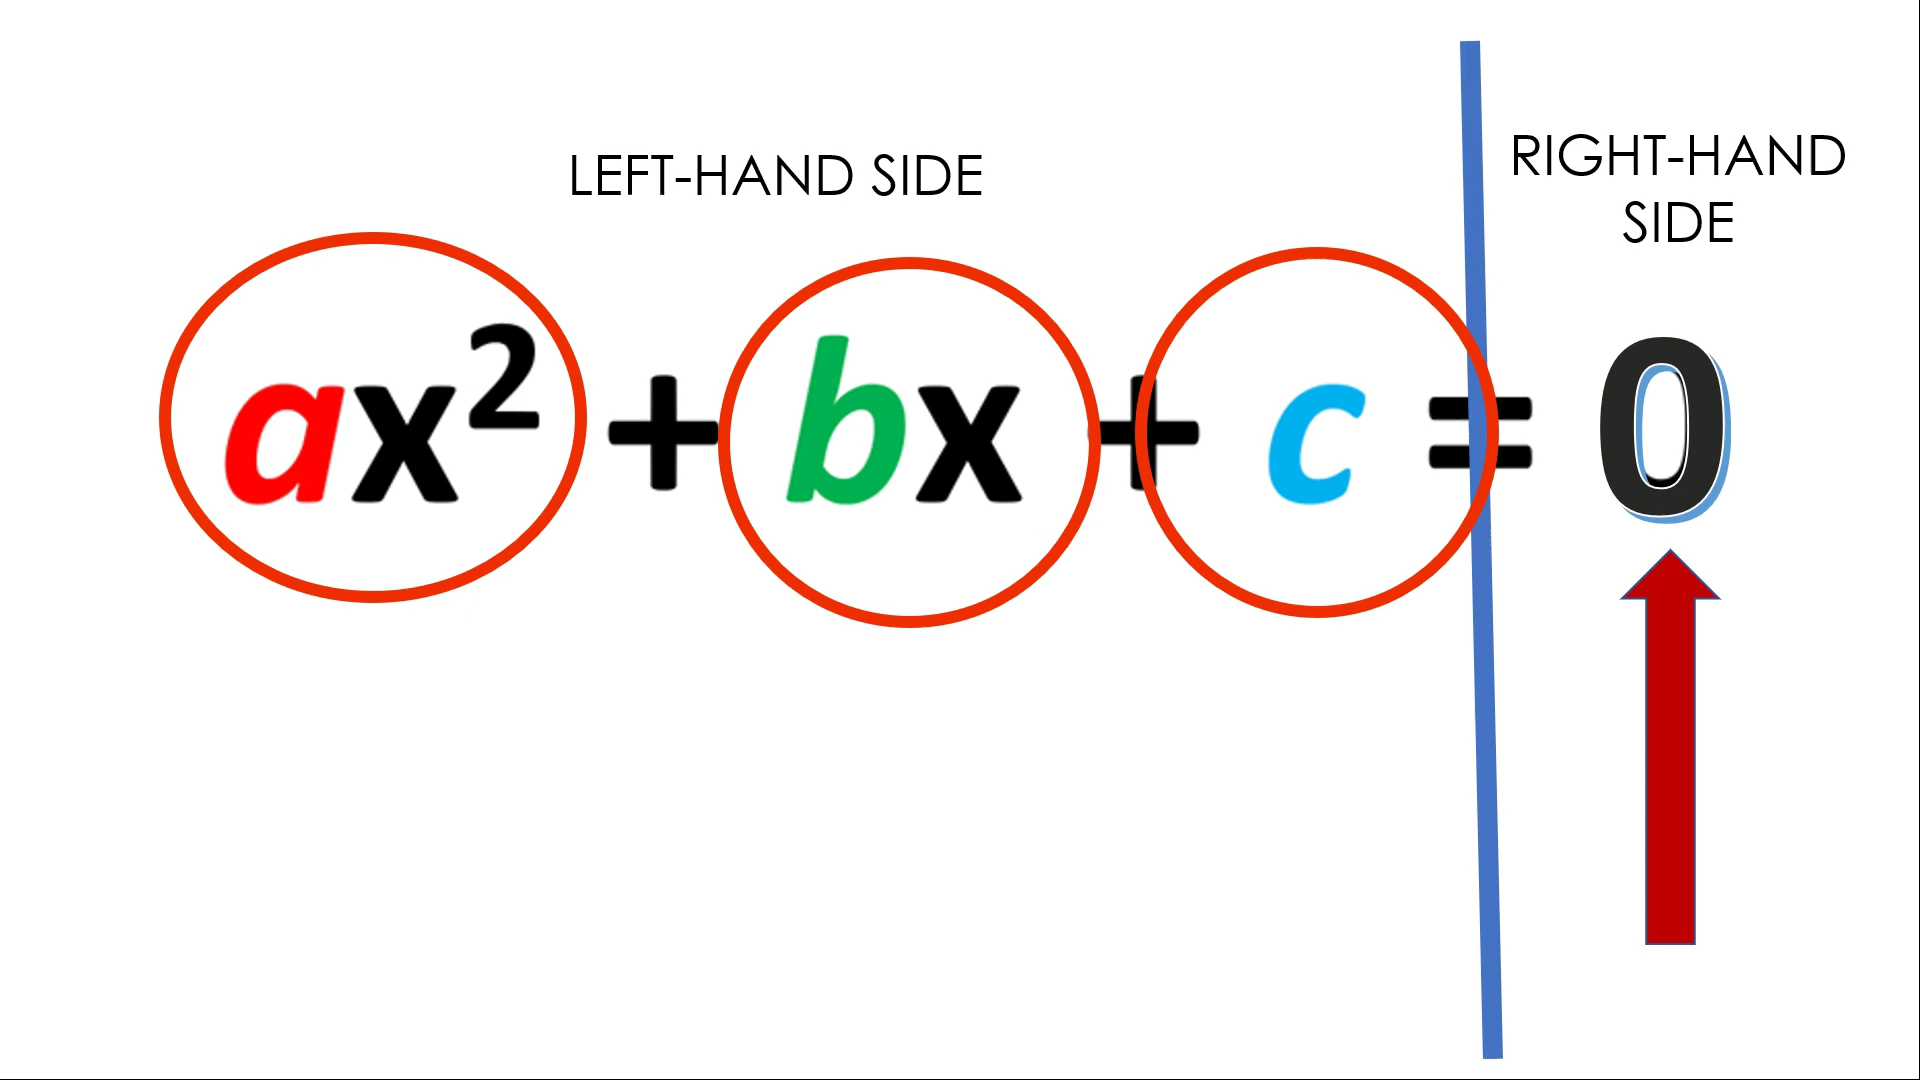 LEFT-HAND SIDE
RIGHT-HAND
SIDE
ax² + bx + c = 0